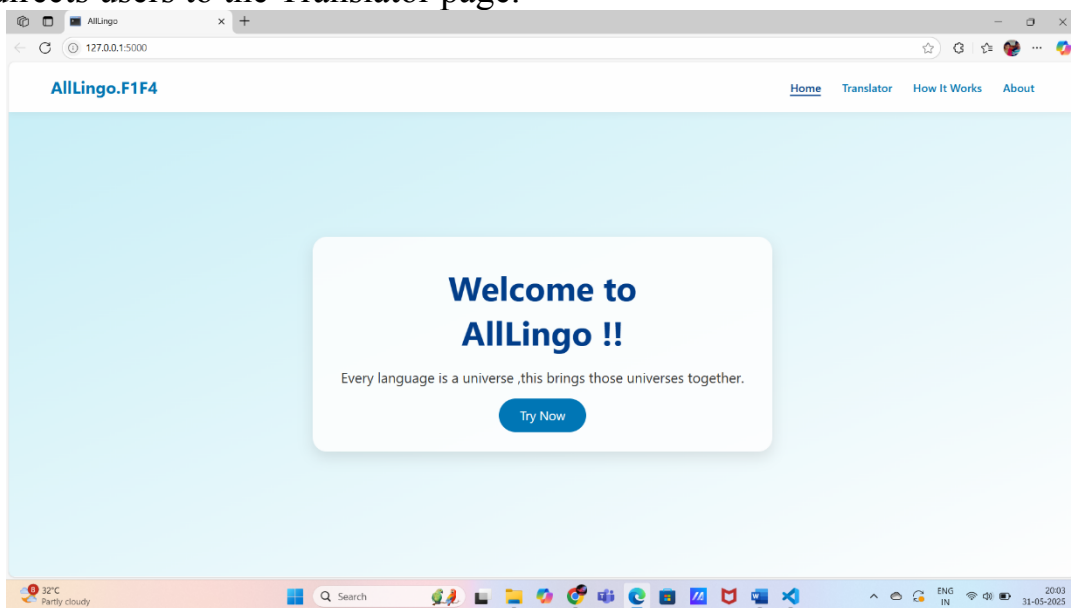 directs users to the Translator page.
AllLingo
127.0.0.1:5000
AllLingo.F1F4
Home Translator How It Works About
Welcome to
AllLingo !!
Every language is a universe ,this brings those universes together.
Try Now
8 32°C
Partly cloudy
Search
ENG
IN
20:03
31-05-2025